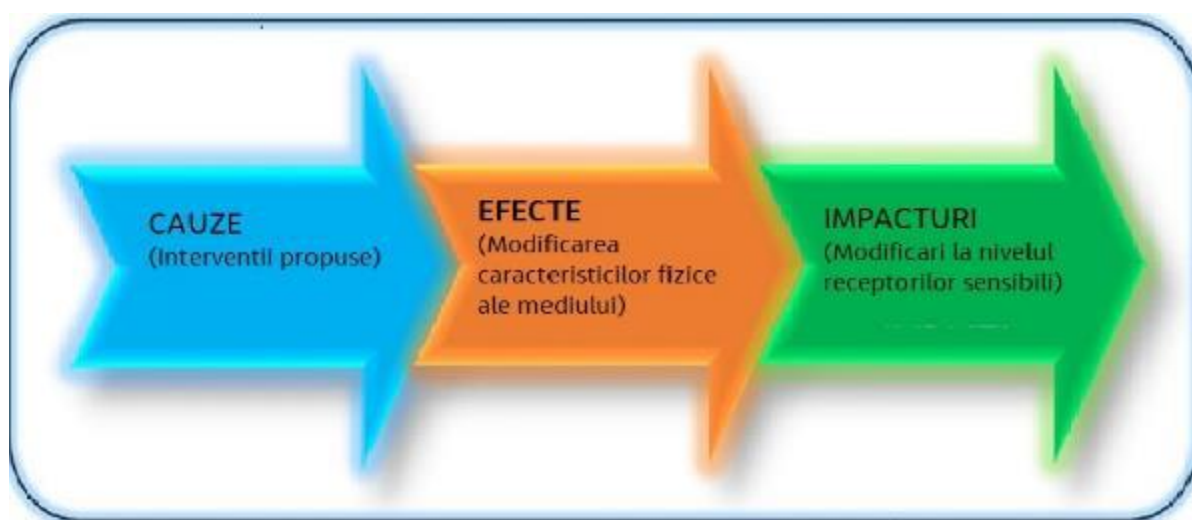 CAUZE
(Interventii propuse)
EFECTE
(Modificarea
caracteristicilor fizice
ale mediului)
IMPACTURI
(Modificari la nivelul
receptorilor sensibili)